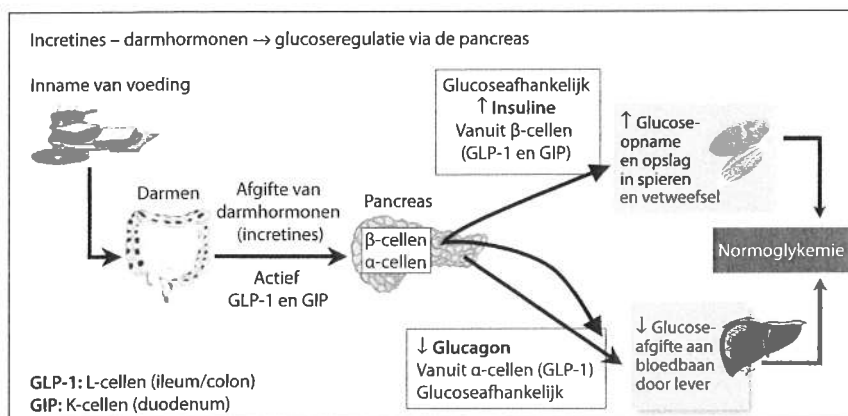 Incretines – darmhormonen → glucoseregulatie via de pancreas
Inname van voeding
Darmen
Afgifte van
darmhormonen
(incretines)
Actief
GLP-1 en GIP
Pancreas
β-cellen
α-cellen
Glucoseafhankelijk
↑ Insuline
Vanuit β-cellen
(GLP-1 en GIP)
↑ Glucose-
opname
en opslag
in spieren
en vetweefsel
Normoglykemie
↓ Glucagon
Vanuit α-cellen (GLP-1)
Glucoseafhankelijk
↓ Glucose-
afgifte aan
bloedbaan
door lever
GLP-1: L-cellen (ileum/colon)
GIP: K-cellen (duodenum)